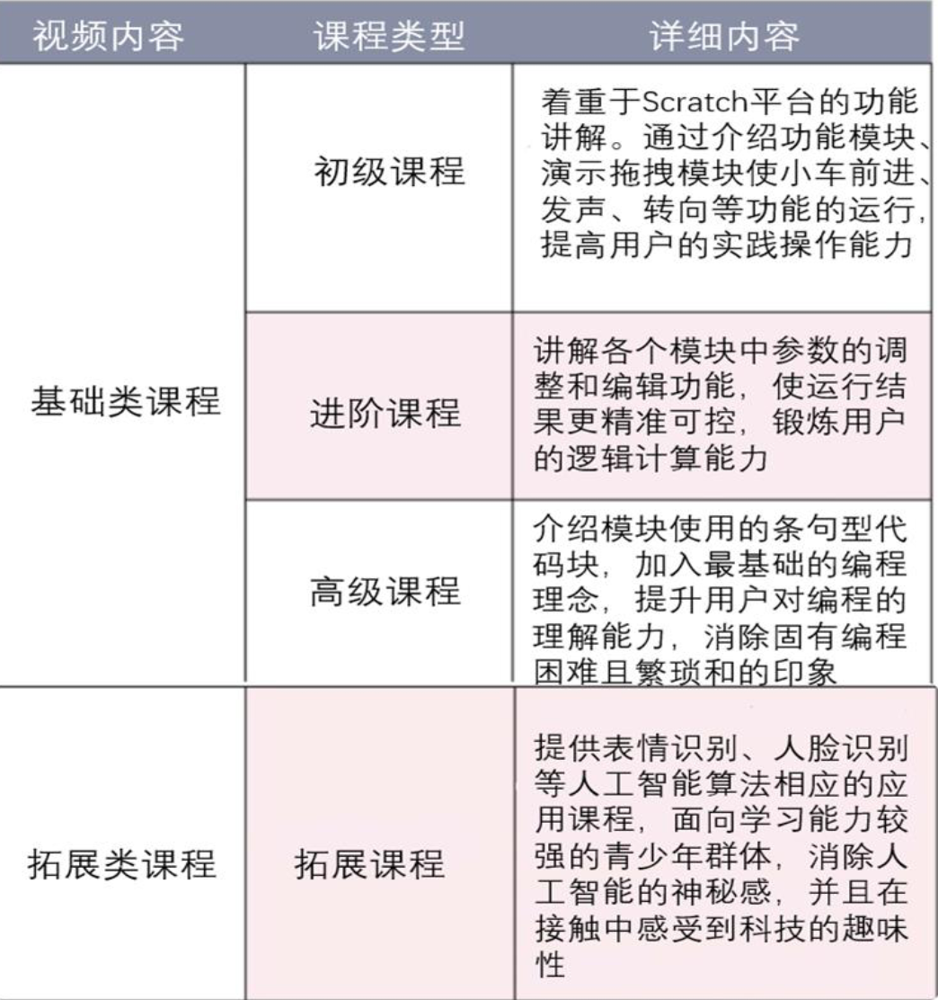 视频内容 课程类型 详细内容
基础类课程
初级课程
着重于Scratch平台的功能
讲解。通过介绍功能模块、
演示拖拽模块使小车前进、
发声、转向等功能的运行,
提高用户的实践操作能力
进阶课程
讲解各个模块中参数的调
整和编辑功能，使运行结
果更精准可控，锻炼用户
的逻辑计算能力
高级课程
介绍模块使用的条句型代
码块，加入最基础的编程
理念，提升用户对编程的
理解能力，消除固有编程
困难且繁琐和的印象
拓展类课程
拓展课程
提供表情识别、人脸识别
等人工智能算法相应的应
用课程，面向学习能力较
强的青少年群体，消除人
工智能的神秘感，并且在
接触中感受到科技的趣味
性